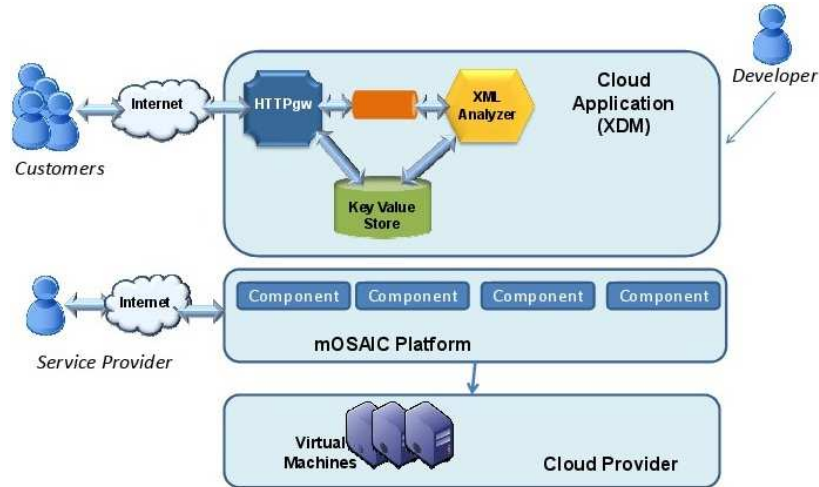 Developer
Internet
HTTPgw
XML
Analyzer
Cloud
Application
(XDM)
Customers
Key Value
Store
Internet
Component
Component
Component
Component
Service Provider
mOSAIC Platform
Virtual
Machines
Cloud Provider